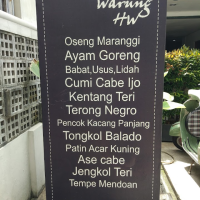 Warung
HW
Oseng Maranggi
Ayam Goreng
Babat,Usus,Lidah
Cumi Cabe Ijo
Kentang Teri
Terong Negro
Pencok Kacang Panjang
Tongkol Balado
Patin Acar Kuning
Ase cabe
Jengkol Teri
Tempe Mendoan